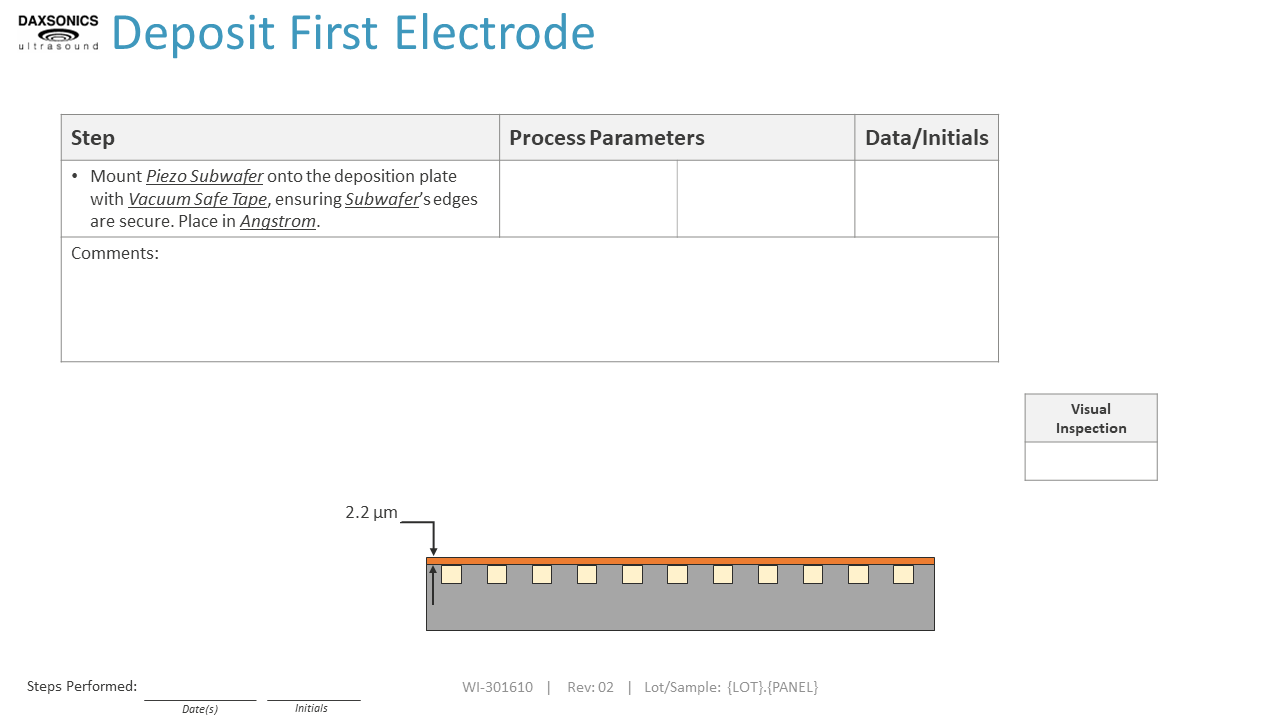 DAXSONICS
ultrasound
Deposit First Electrode
Step
Process Parameters
Data/Initials
• Mount Piezo Subwafer onto the deposition plate
with Vacuum Safe Tape, ensuring Subwafer's edges
are secure. Place in Angstrom.
Comments:
Visual
Inspection
2.2 µm
Steps Performed:
Date(s)
Initials
WI-301610 | Rev: 02 | Lot/Sample: {LOT}.{PANEL}